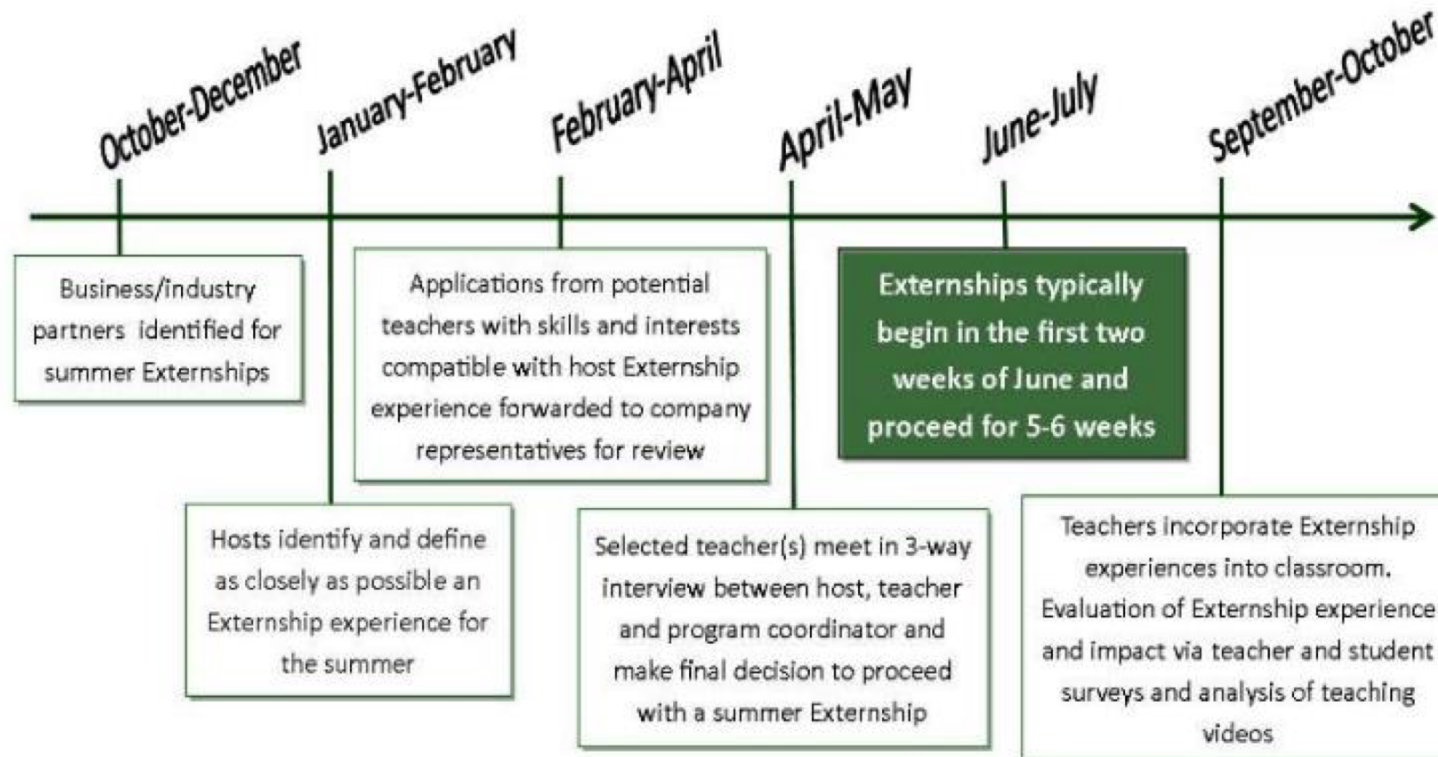 October-December
January-February
February-April
April-May
June-July
September-October
Business/industry
partners identified for
summer Externships
Hosts identify and define
as closely as possible an
Externship experience for
the summer
Applications from potential
teachers with skills and interests
compatible with host Externship
experience forwarded to company
representatives for review
Selected teacher(s) meet in 3-way
interview between host, teacher
and program coordinator and
make final decision to proceed
with a summer Externship
Externships typically
begin in the first two
weeks of June and
proceed for 5-6 weeks
Teachers incorporate Externship
experiences into classroom.
Evaluation of Externship experience
and impact via teacher and student
surveys and analysis of teaching
videos